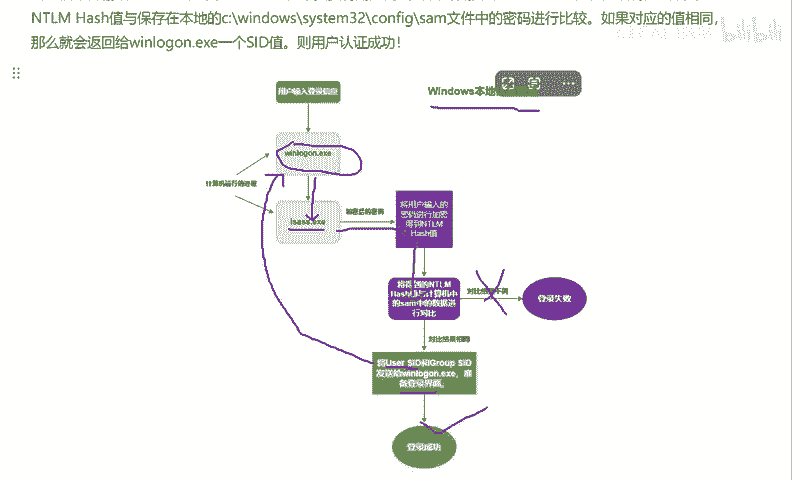 NTLM Hash值与保存在本地的c:\windows\system32\config\sam文件中的密码进行比较。如果对应的值相同，
那么就会返回给winlogon.exe一个SID值。则用户认证成功！
bilibili
Windows本地
用户输入登录信息
winlogon.exe
计算机运行的进程
lsass.exe
将用户输入的
密码进行加密
得到NTLM
Hash值
将得到的NTLM
Hash值与计算机中
的sam中的数据进
行对比
对比结果不同
登录失败
对比结果相同
将User SID和Group SID
发送给winlogon.exe，准
备登录界面。
登录成功